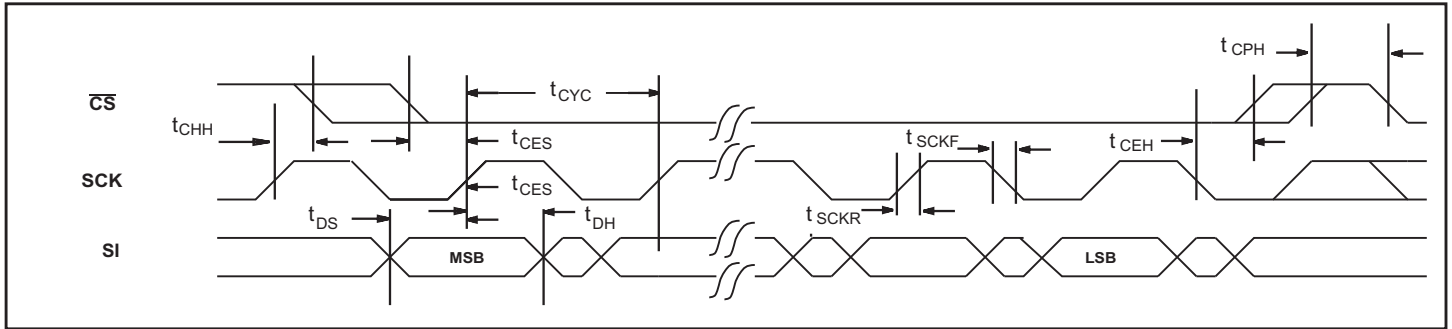 t CPH
CS
t CYC
t CHH
t CES
t SCKF
t CEH
SCK
t CES
t DS
t DH
t SCKR
SI
MSB
LSB